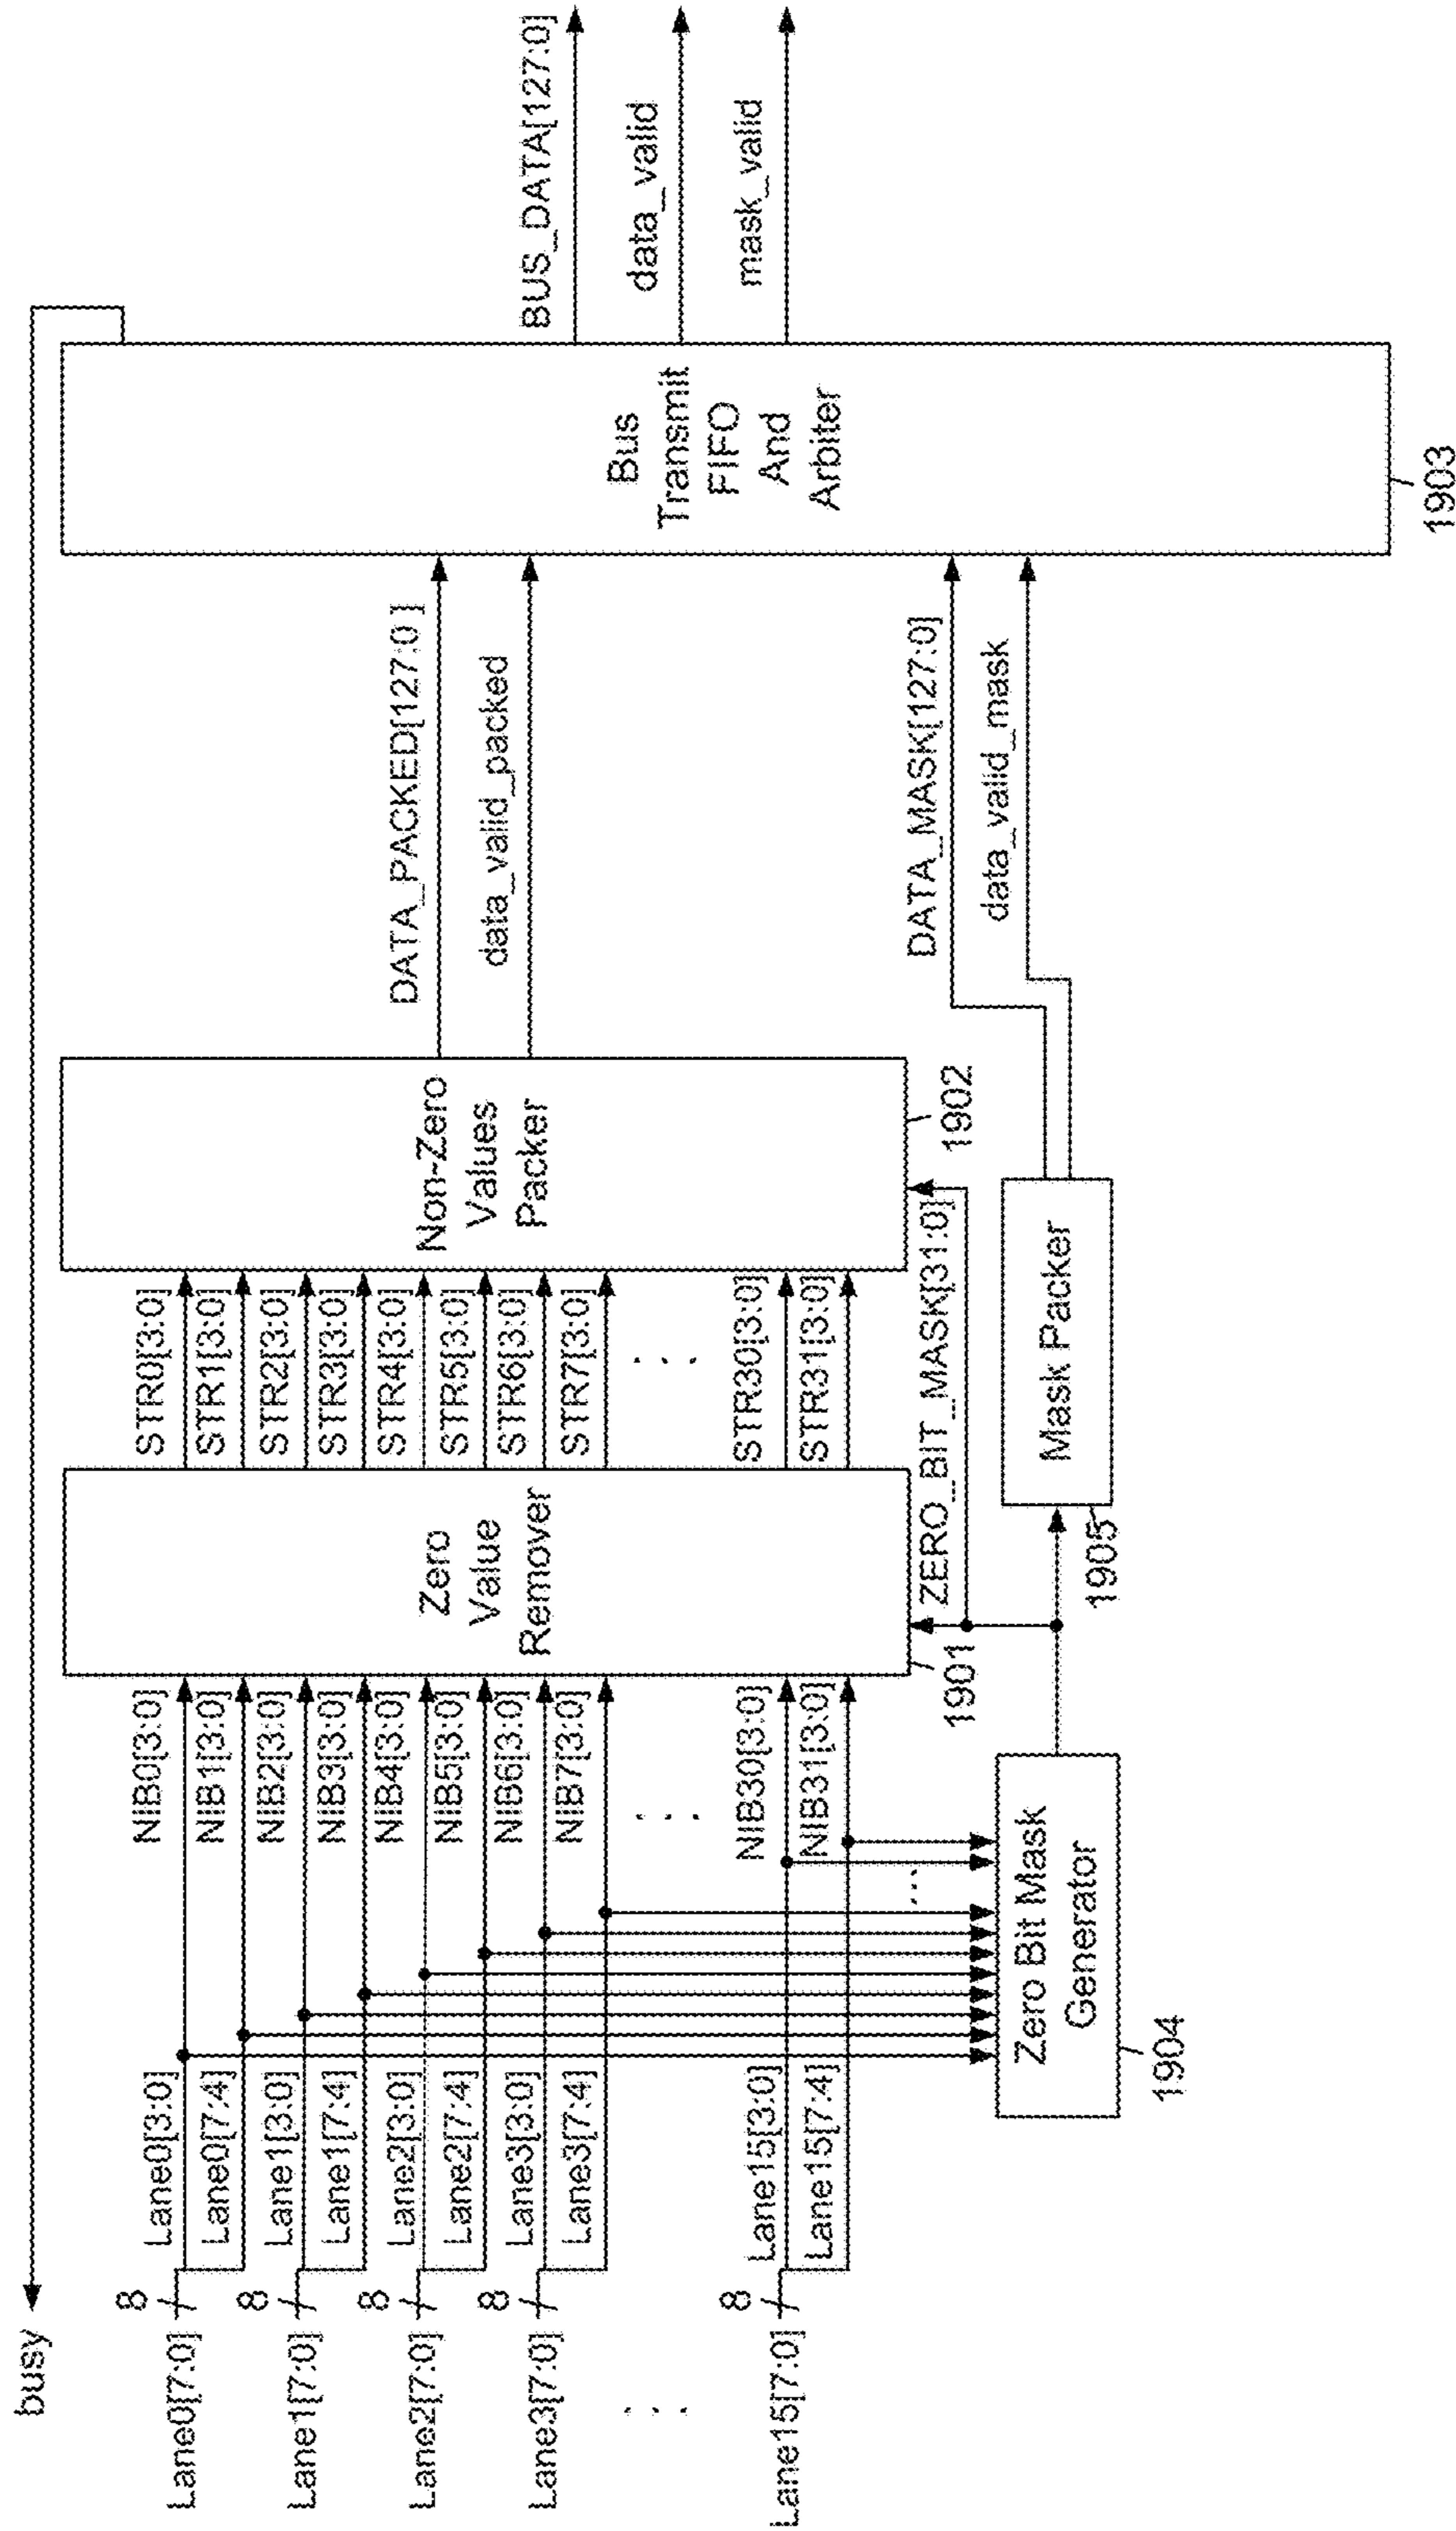 busy
Lane0[7:0]
8
Lane0[3:0]
Lane0[7:4]
Lane1[7:0]
8
Lane1[3:0]
Lane1[7:4]
Lane2[7:0]
8
Lane2[3:0]
Lane2[7:4]
Lane3[7:0]
8
Lane3[3:0]
Lane3[7:4]
. . .
Lane15[7:0]
8
Lane15[3:0]
Lane15[7:4]
NIB0[3:0]
NIB1[3:0]
NIB2[3:0]
NIB3[3:0]
NIB4[3:0]
NIB5[3:0]
NIB6[3:0]
NIB7[3:0]
. . .
NIB30[3:0]
NIB31[3:0]
. . .
Zero Bit Mask
Generator
1904
Zero
Value
Remover
1901
STR0[3:0]
STR1[3:0]
STR2[3:0]
STR3[3:0]
STR4[3:0]
STR5[3:0]
STR6[3:0]
STR7[3:0]
. . .
STR30[3:0]
STR31[3:0]
ZERO_BIT_MASK[31:0]
Mask Packer
1905
Non-Zero
Values
Packer
1902
DATA_PACKED[127:0 ]
data_valid_packed
DATA_MASK[127:0]
data_valid_mask
Bus
Transmit
FIFO
And
Arbiter
1903
BUS_DATA[127:0]
data_valid
mask_valid